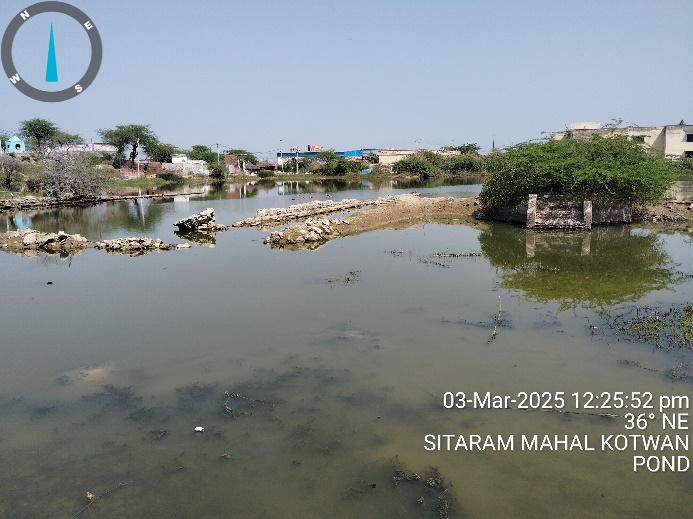 N
E
W
S
03-Mar-2025 12:25:52 pm
36° NE
SITARAM MAHAL KOTWAN
POND